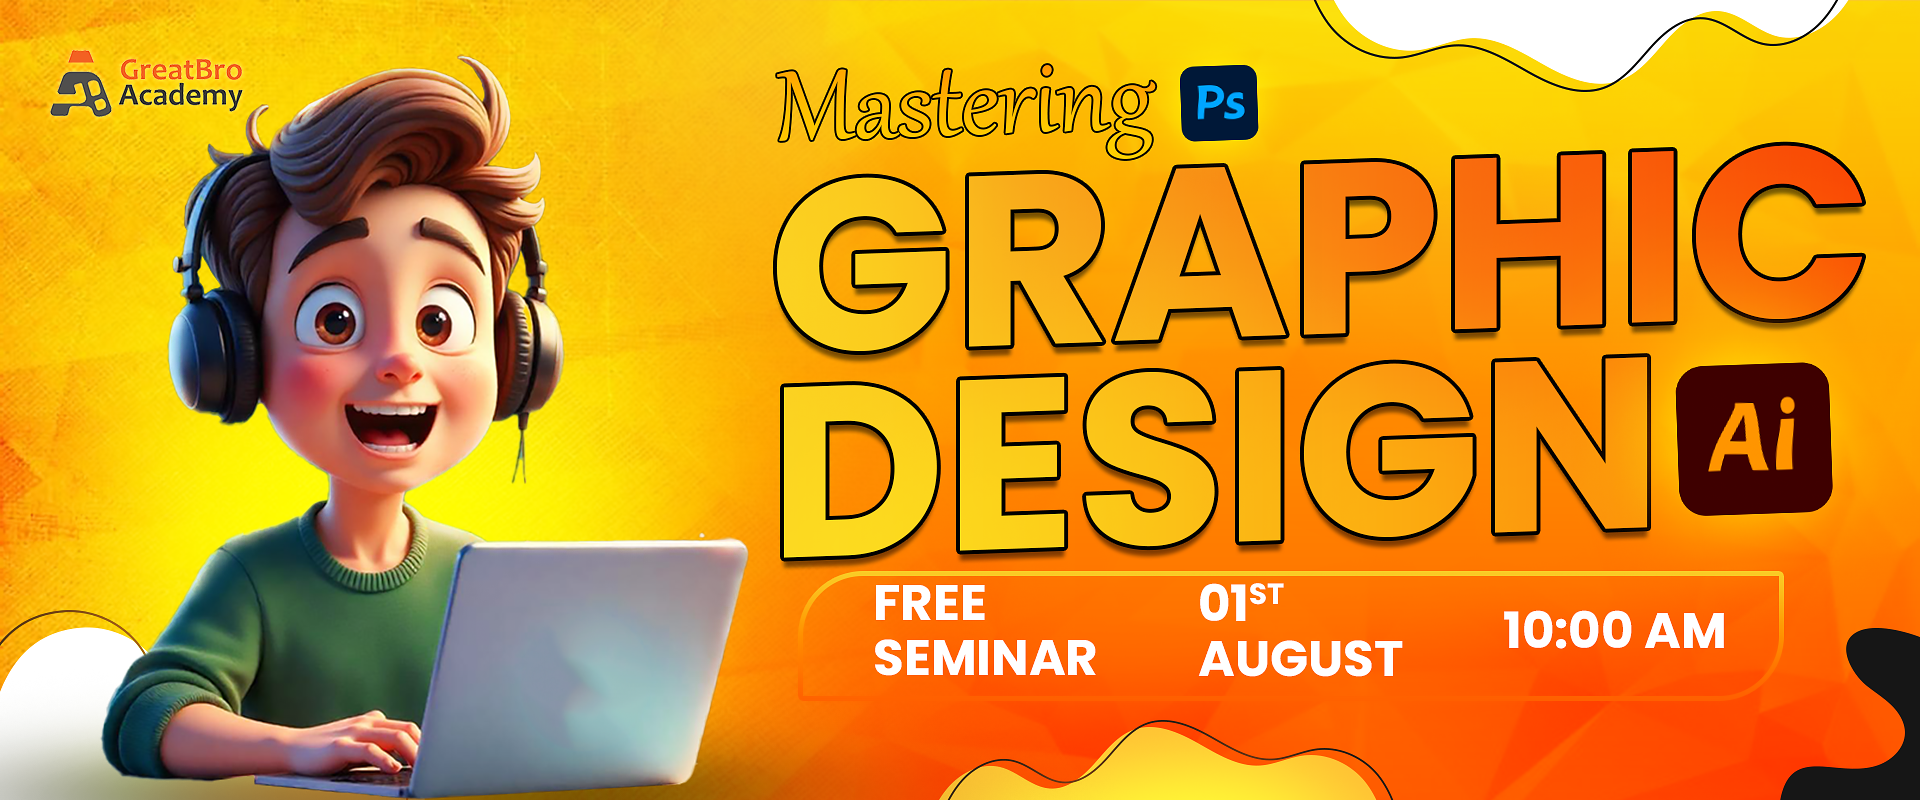 GreatBro
Academy
Mastering Ps
GRAPHIC
DESIGN Ai
FREE
SEMINAR
01ST
AUGUST
10:00 AM